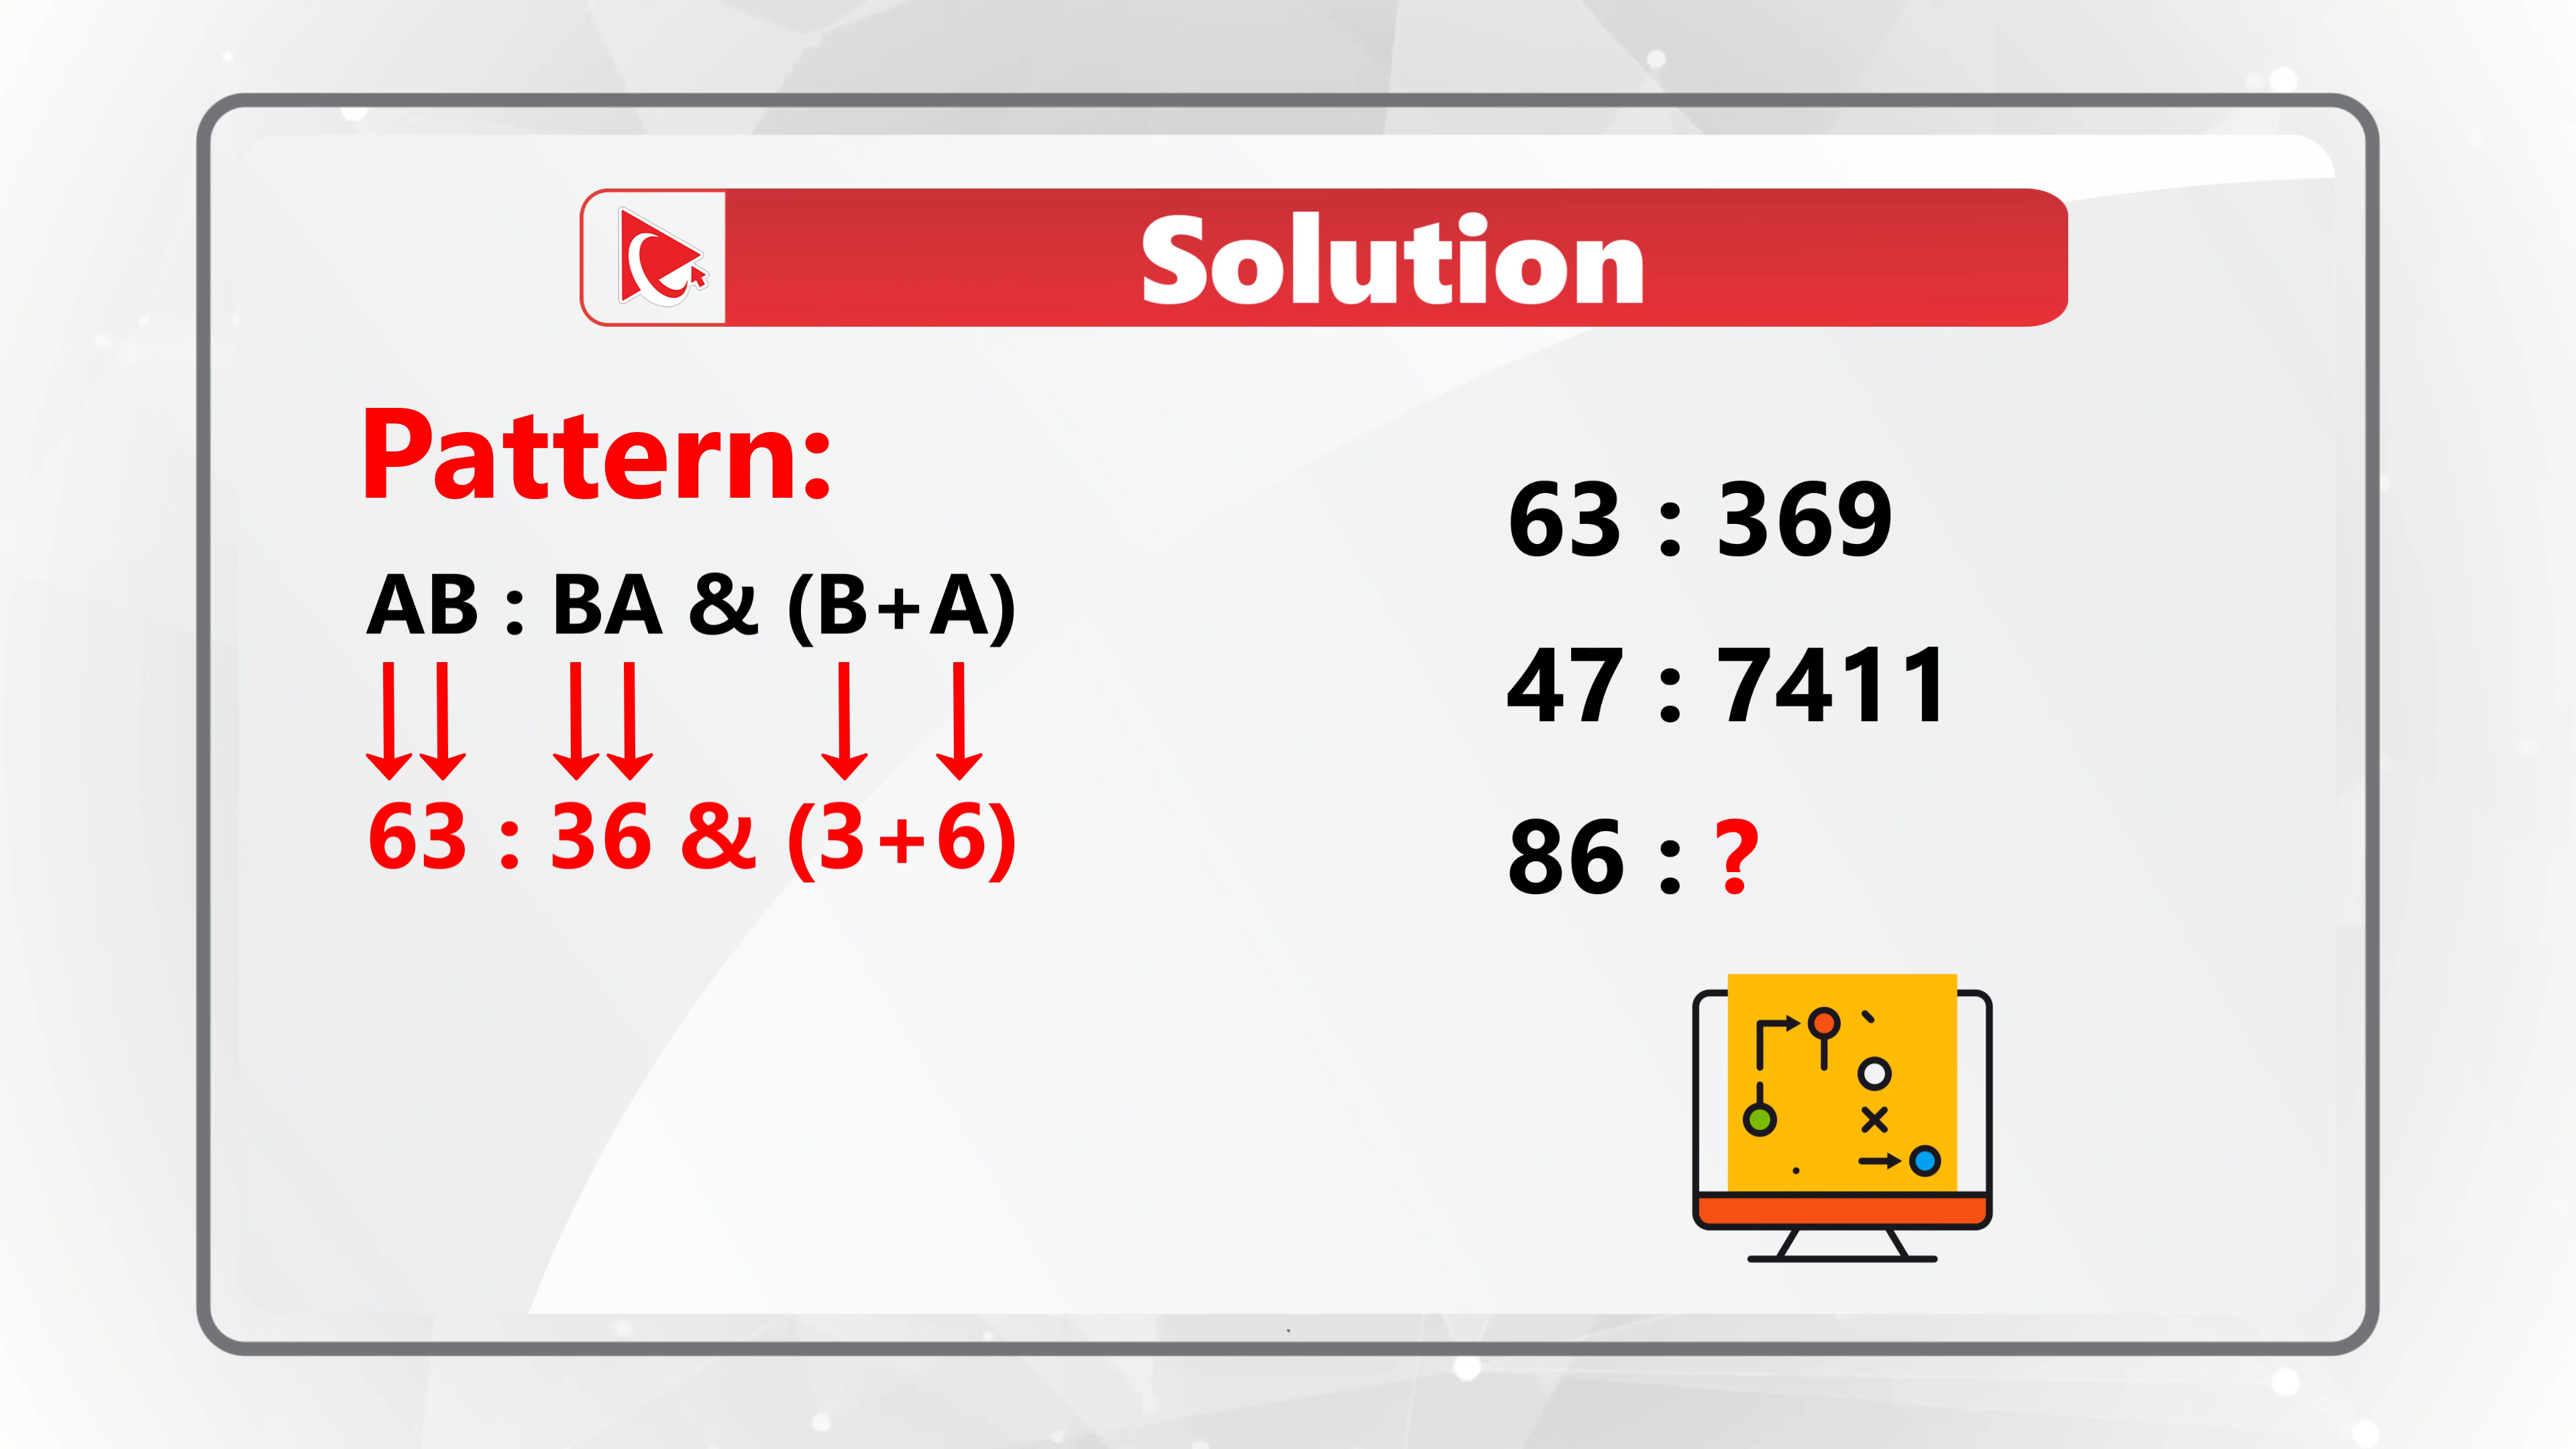 Solution
Pattern:
AB : BA & (B+A)
63 : 36 & (3+6)
63 : 369
47 : 7411
86 : ?